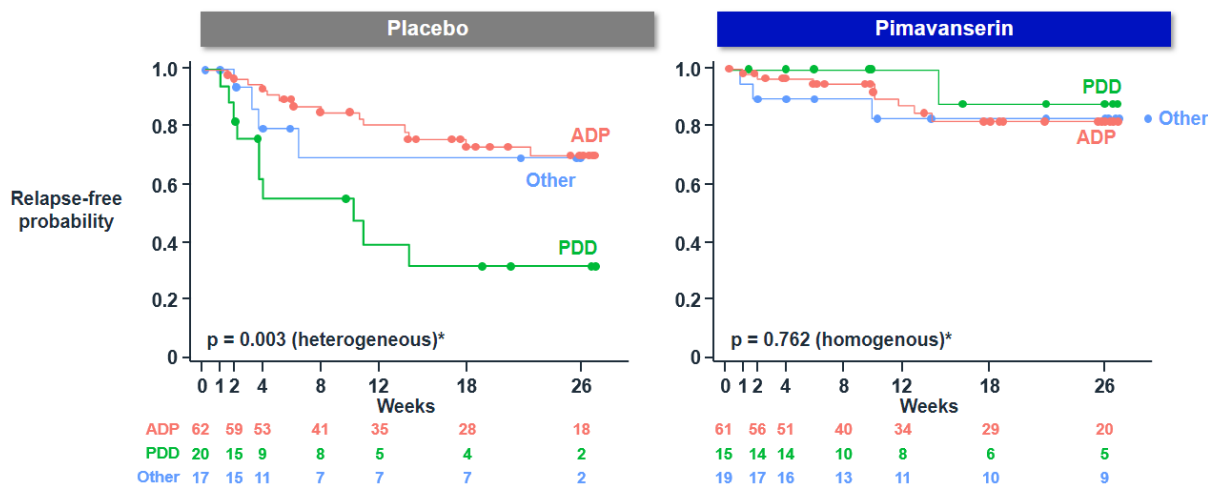 Placebo
Pimavanserin
Relapse-free
probability
1.0
0.8
0.6
0.4
0.2
0
ADP
Other
PDD
p = 0.003 (heterogeneous)*
0 1 2 4 8 12 18 26
Weeks
1.0
0.8
0.6
0.4
0.2
0
PDD
Other
ADP
p = 0.762 (homogenous)*
0 1 2 4 8 12 18 26
Weeks
ADP 62 59 53 41 35 28 18
PDD 20 15 9 8 5 4 2
Other 17 15 11 7 7 7 2
61 56 51 40 34 29 20
15 14 14 10 8 6 5
19 17 16 13 11 10 9